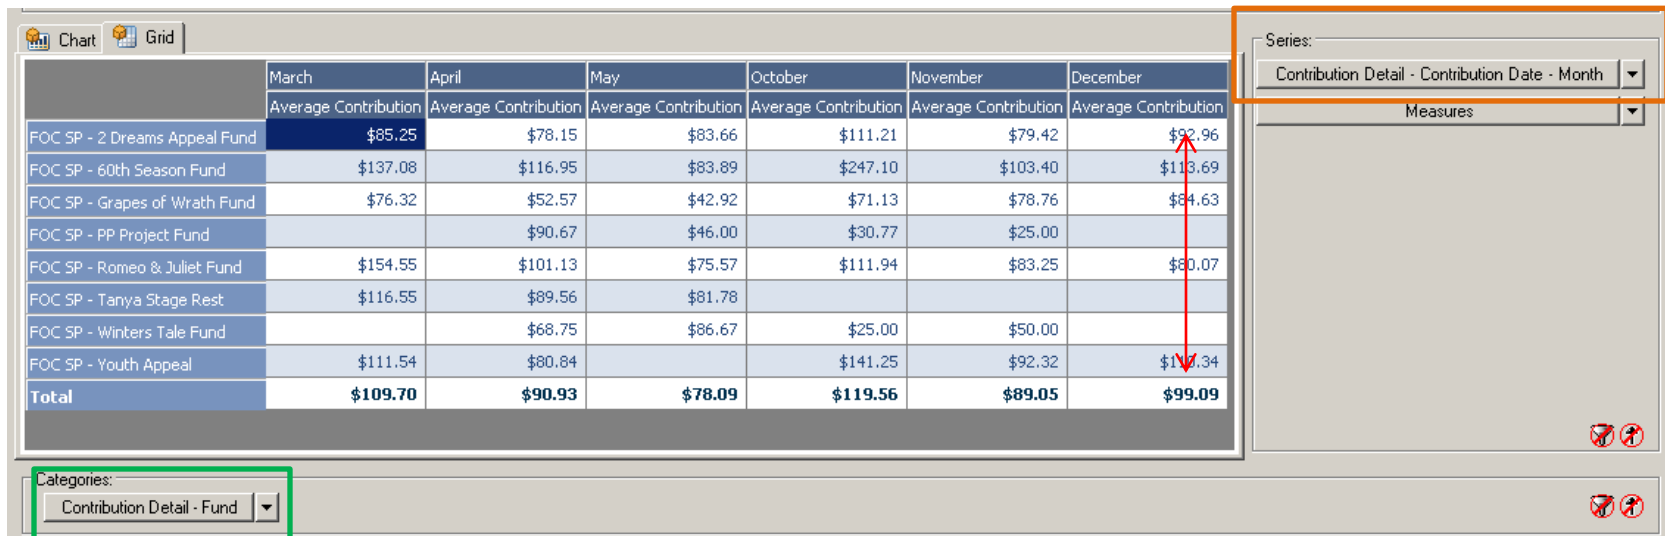 Chart Grid
Series:
Contribution Detail - Contribution Date - Month
Measures
March April May October November December
Average Contribution Average Contribution Average Contribution Average Contribution Average Contribution Average Contribution
FOC SP - 2 Dreams Appeal Fund $85.25 $78.15 $83.66 $111.21 $79.42 $92.96
FOC SP - 60th Season Fund $137.08 $116.95 $83.89 $247.10 $103.40 $113.69
FOC SP - Grapes of Wrath Fund $76.32 $52.57 $42.92 $71.13 $78.76 $84.63
FOC SP - PP Project Fund $90.67 $46.00 $30.77 $25.00
FOC SP - Romeo & Juliet Fund $154.55 $101.13 $75.57 $111.94 $83.25 $80.07
FOC SP - Tanya Stage Rest $116.55 $89.56 $81.78
FOC SP - Winters Tale Fund $68.75 $86.67 $25.00 $50.00
FOC SP - Youth Appeal $111.54 $80.84 $141.25 $92.32
Total $109.70 $90.93 $78.09 $119.56 $89.05 $99.09
Categories:
Contribution Detail - Fund